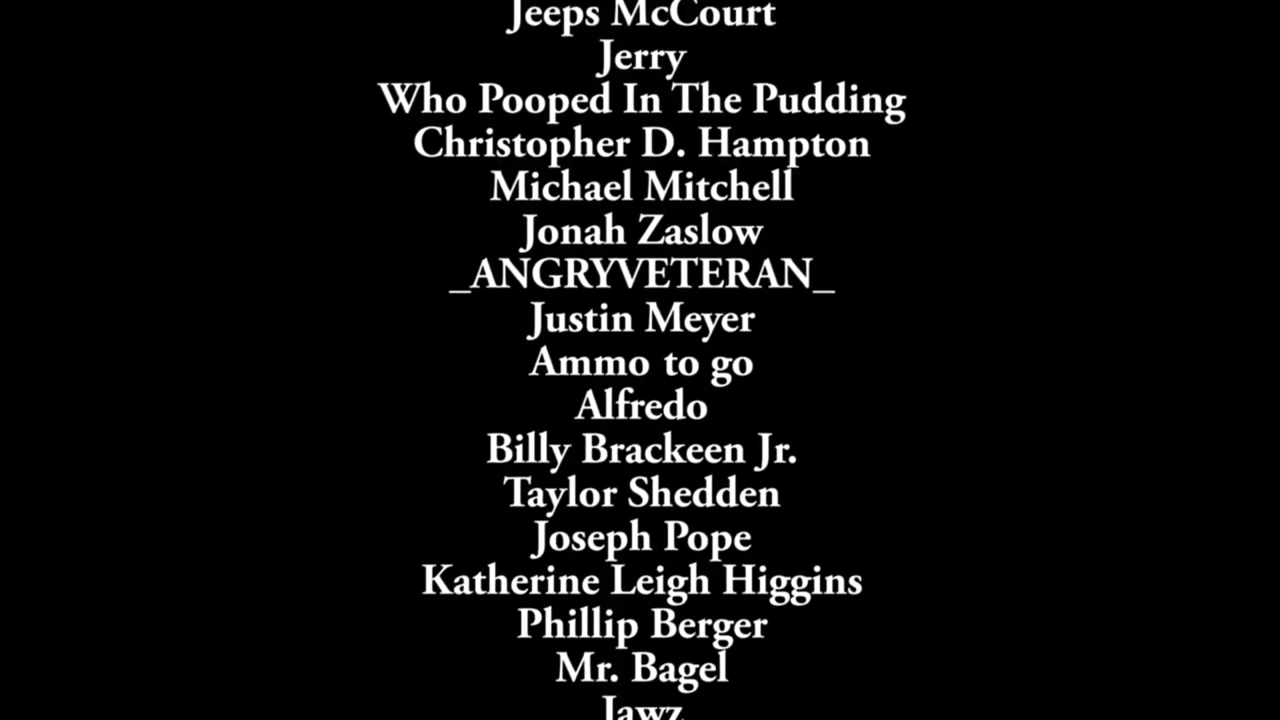 Jeeps McCourt
Jerry
Who Pooped In The Pudding
Christopher D. Hampton
Michael Mitchell
Jonah Zaslow
_ANGRYVETERAN_
Justin Meyer
Ammo to go
Alfredo
Billy Brackeen Jr.
Taylor Shedden
Joseph Pope
Katherine Leigh Higgins
Phillip Berger
Mr. Bagel
Jawz